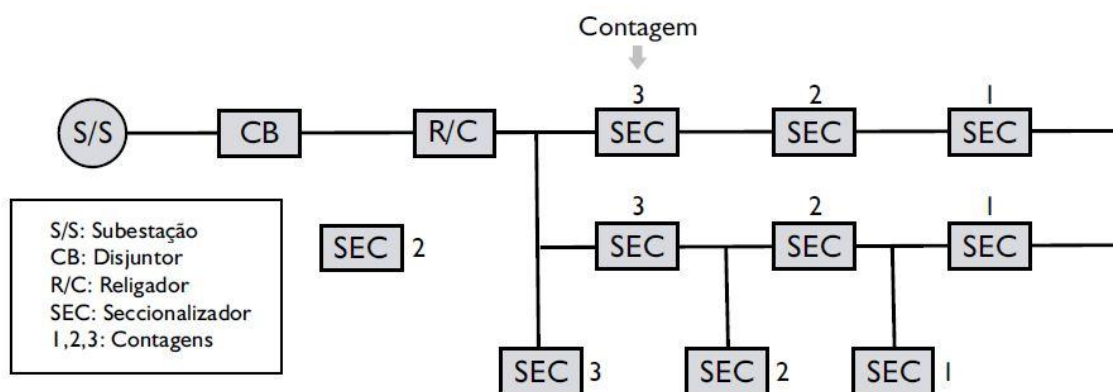 Contagem
3 2 1
S/S CB R/C SEC SEC SEC
3 2 1
S/S: Subestação
CB: Disjuntor
R/C: Religador
SEC: Seccionalizador
1,2,3: Contagens
SEC 2
SEC SEC SEC
SEC 3 SEC 2 SEC 1